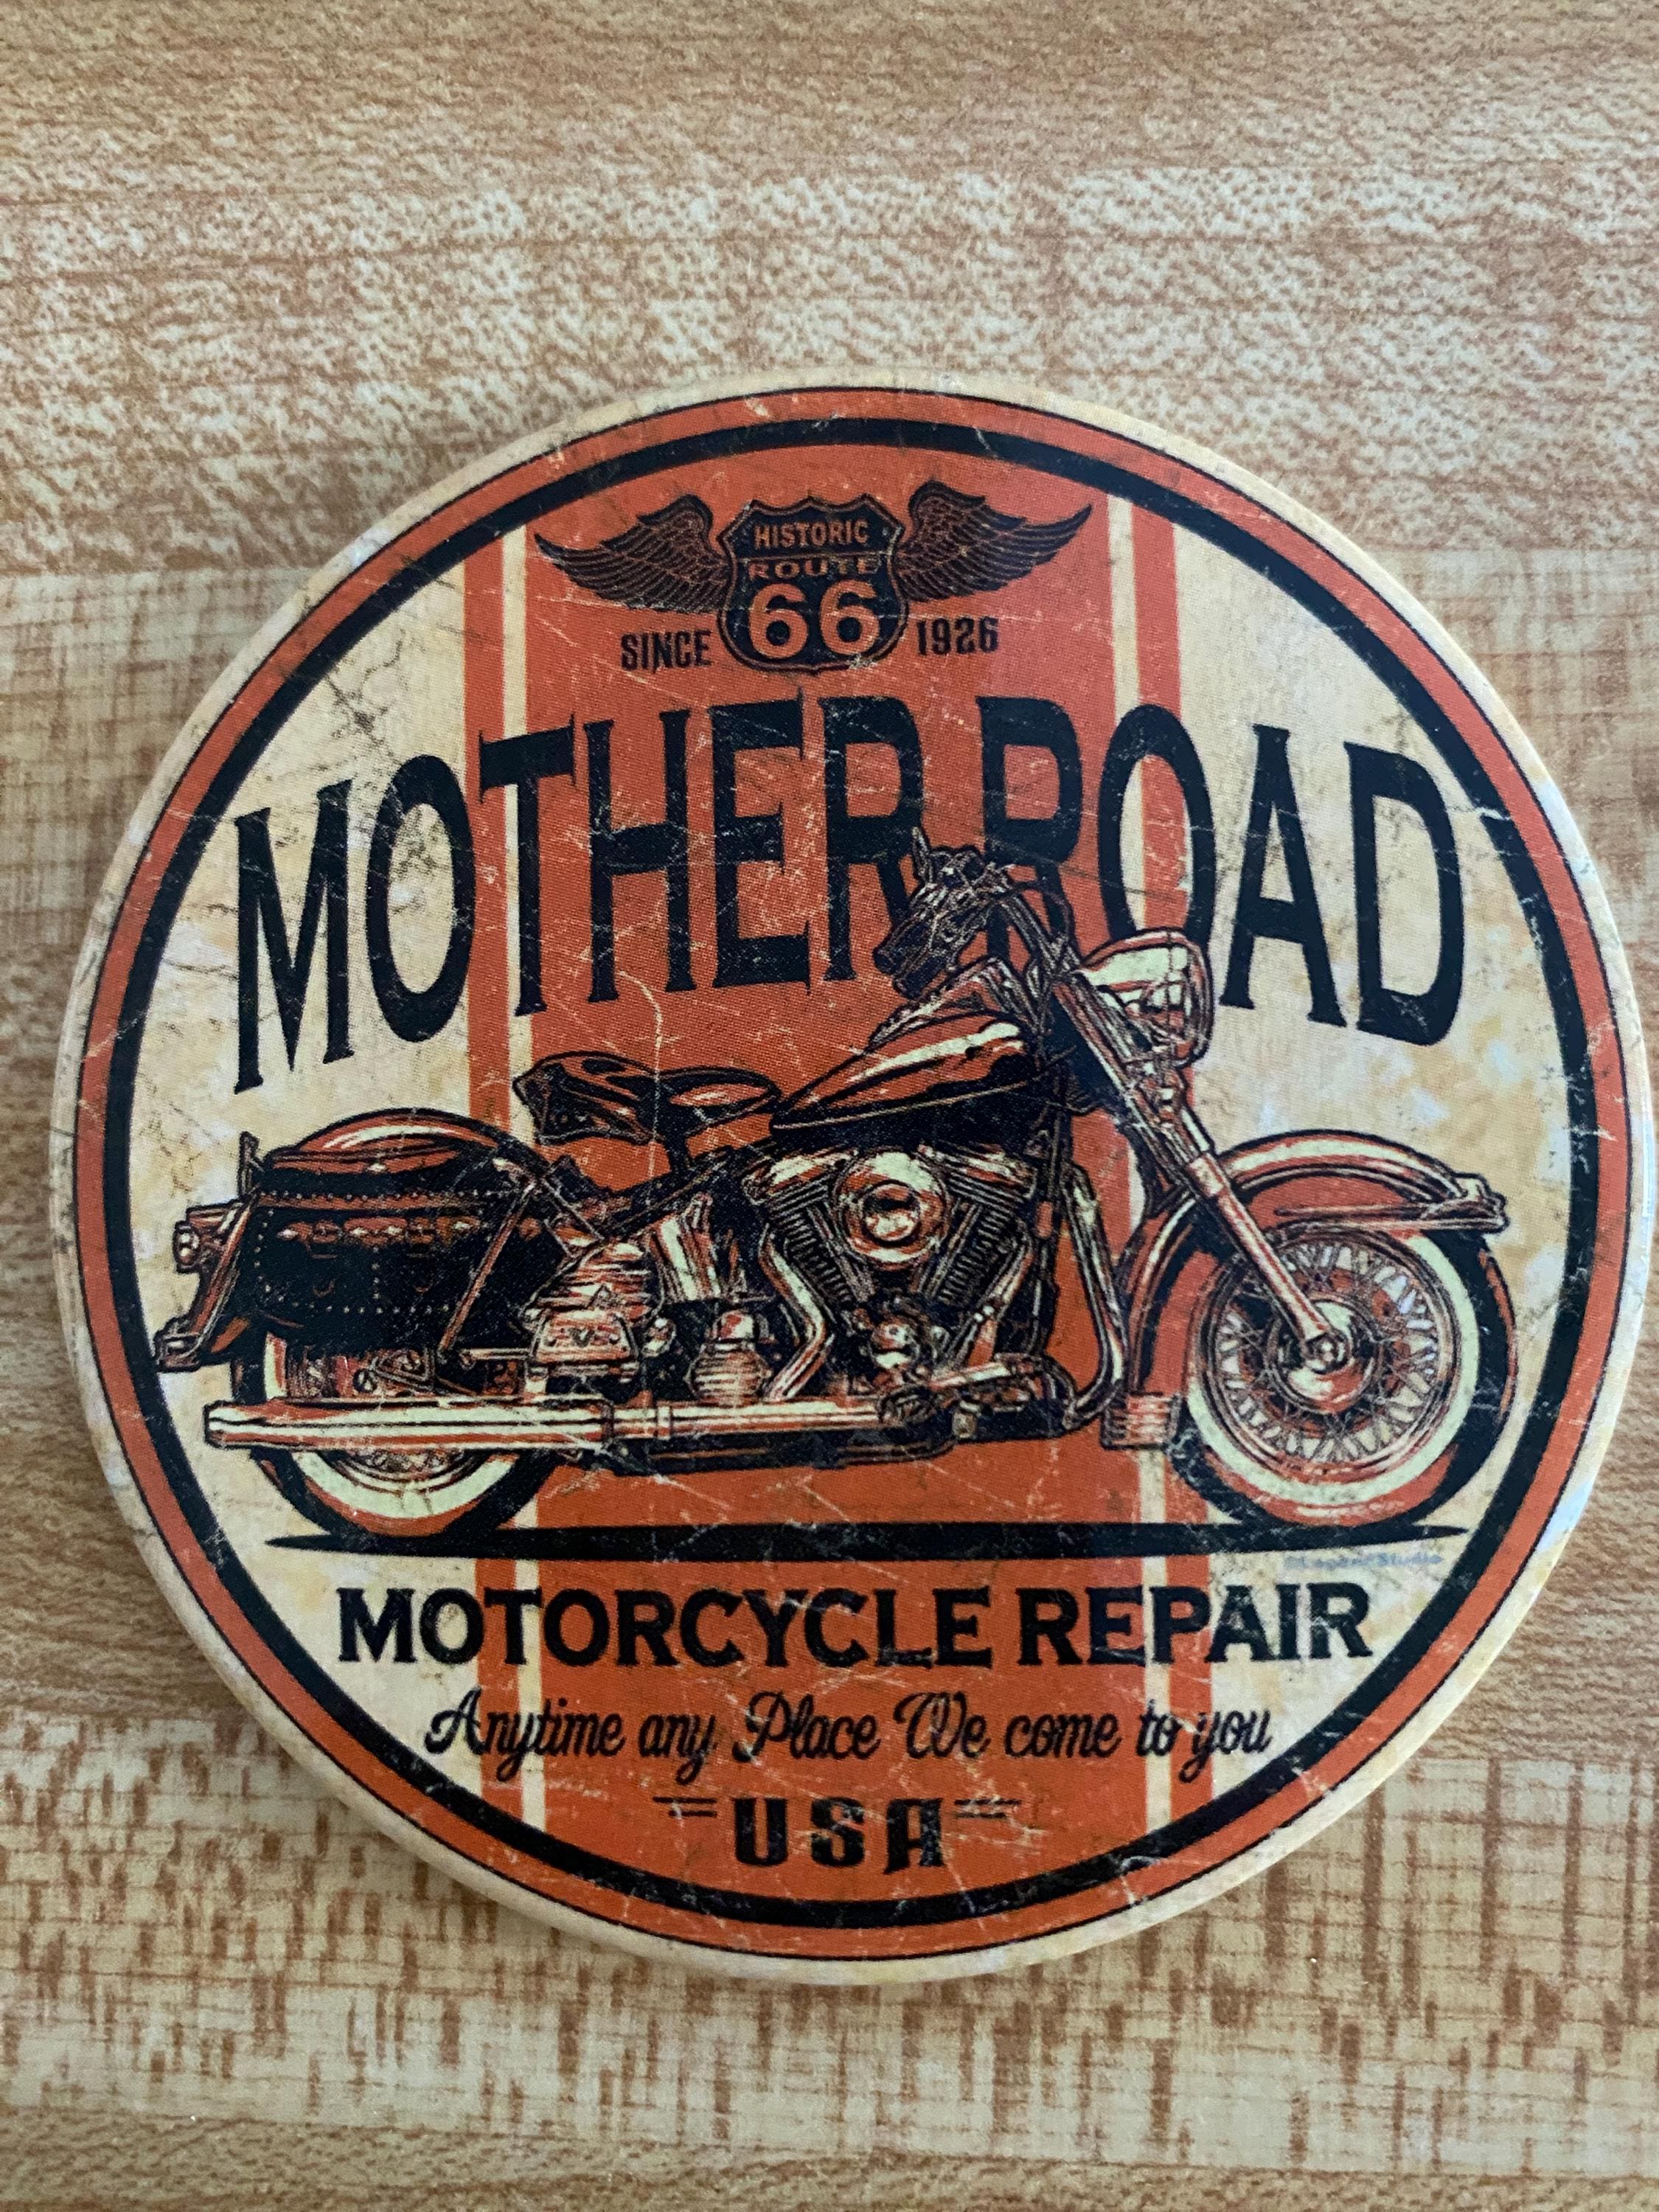 HISTORIC
ROUTE
66
SINCE 1926
MOTHER ROAD
MOTORCYCLE REPAIR
Anytime any Place We come to you
USA